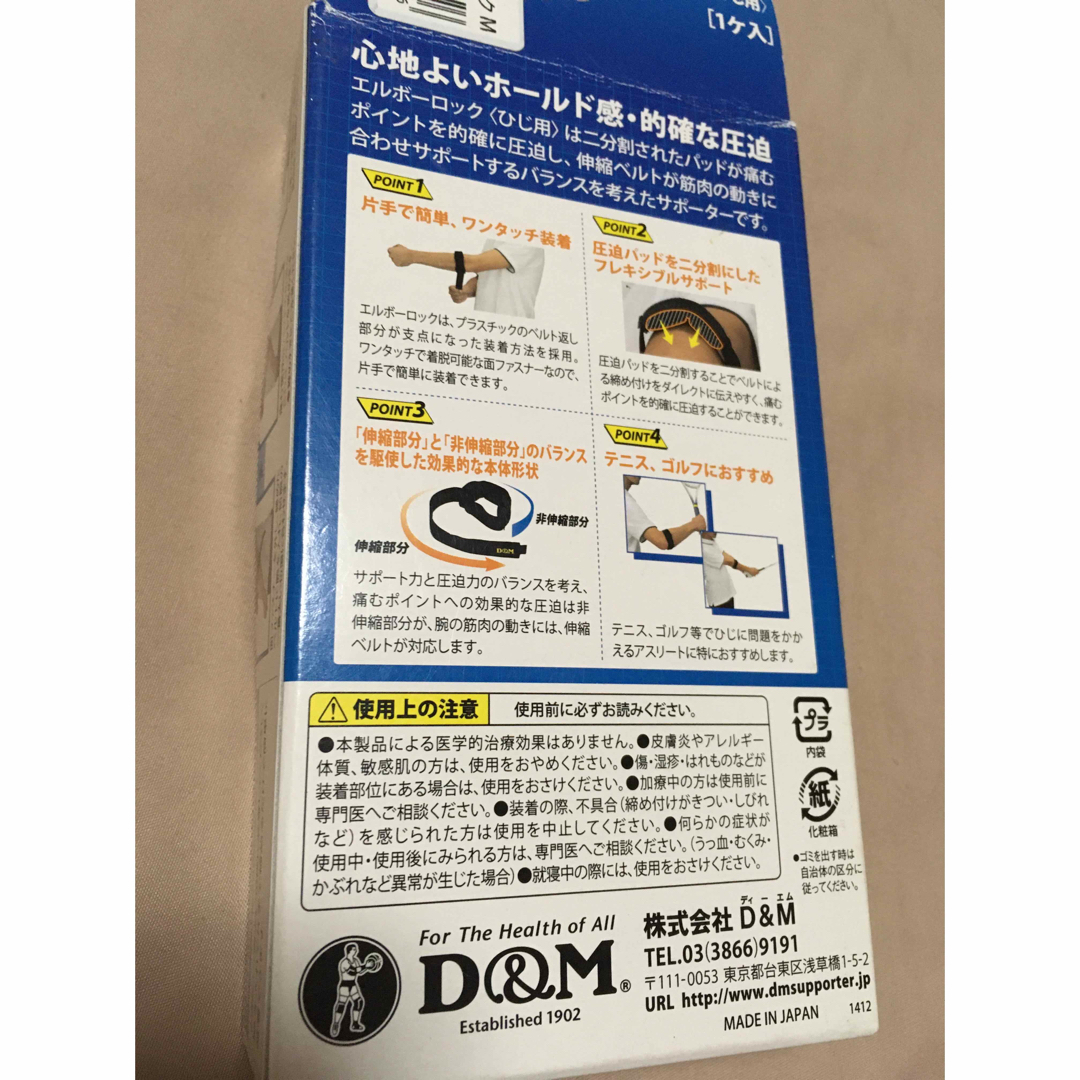 クM
用〉
[1ケ入]
心地よいホールド感・的確な圧迫
エルボーロック〈ひじ用〉は二分割されたパッドが痛む
ポイントを的確に圧迫し、伸縮ベルトが筋肉の動きに
合わせサポートするバランスを考えたサポーターです。
POINT1
片手で簡単、ワンタッチ装着
エルボーロックは、プラスチックのベルト返し
部分が支点になった装着方法を採用。
ワンタッチで着脱可能な面ファスナーなので、
片手で簡単に装着できます。
POINT2
圧迫パッドを二分割にした
フレキシブルサポート
圧迫パッドを二分割することでベルトによ
る締め付けをダイレクトに伝えやすく、痛む
ポイントを的確に圧迫することができます。
POINT3
「伸縮部分」と「非伸縮部分」のバランス
を駆使した効果的な本体形状
非伸縮部分
伸縮部分
D&M
サポート力と圧迫力のバランスを考え、
痛むポイントへの効果的な圧迫は非
伸縮部分が、腕の筋肉の動きには、伸縮
ベルトが対応します。
POINT4
テニス、ゴルフにおすすめ
テニス、ゴルフ等でひじに問題をかか
えるアスリートに特におすすめします。
使用上の注意 使用前に必ずお読みください。
●本製品による医学的治療効果はありません。●皮膚炎やアレルギー
体質、敏感肌の方は、使用をおやめください。●傷・湿疹・はれものなどが
装着部位にある場合は、使用をおさけください。●加療中の方は使用前に
専門医へご相談ください。●装着の際、不具合(締め付けがきつい・しびれ
など)を感じられた方は使用を中止してください。●何らかの症状が
使用中・使用後にみられる方は、専門医へご相談ください。(うっ血・むくみ・
かぶれなど異常が生じた場合)●就寝中の際には、使用をおさけください。
プラ
内袋
紙
化粧箱
●ゴミを出す時は
自治体の区分に
従ってください。
For The Health of All
D&M®
Established 1902
ディーエム
株式会社 D&M
TEL.03(3866)9191
〒111-0053 東京都台東区浅草橋1-5-2
URL http://www.dmsupporter.jp
MADE IN JAPAN 1412